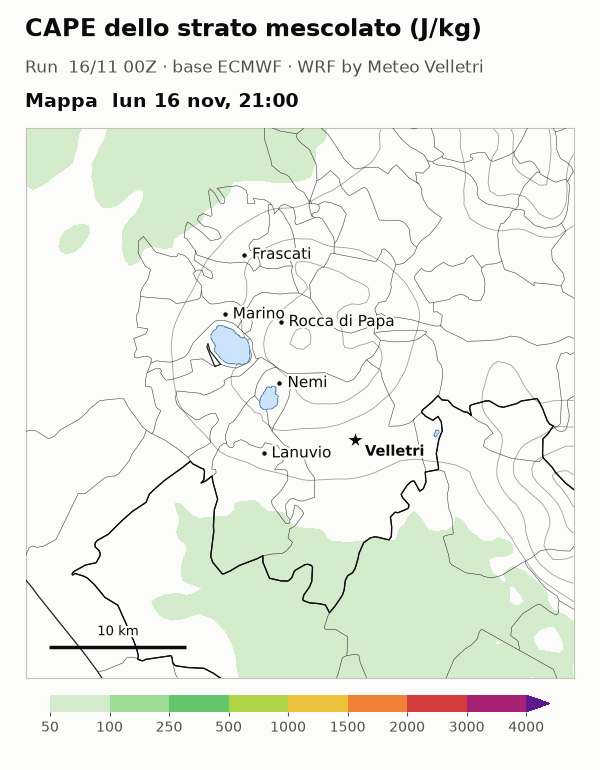 CAPE dello strato mescolato (J/kg)
Run  16/11 00Z · base ECMWF · WRF by Meteo Velletri
Mappa  lun 16 nov, 21:00
Frascati
Marino
Rocca di Papa
Nemi
Velletri
Lanuvio
10 km
50 100 250 500 1000 1500 2000 3000 4000